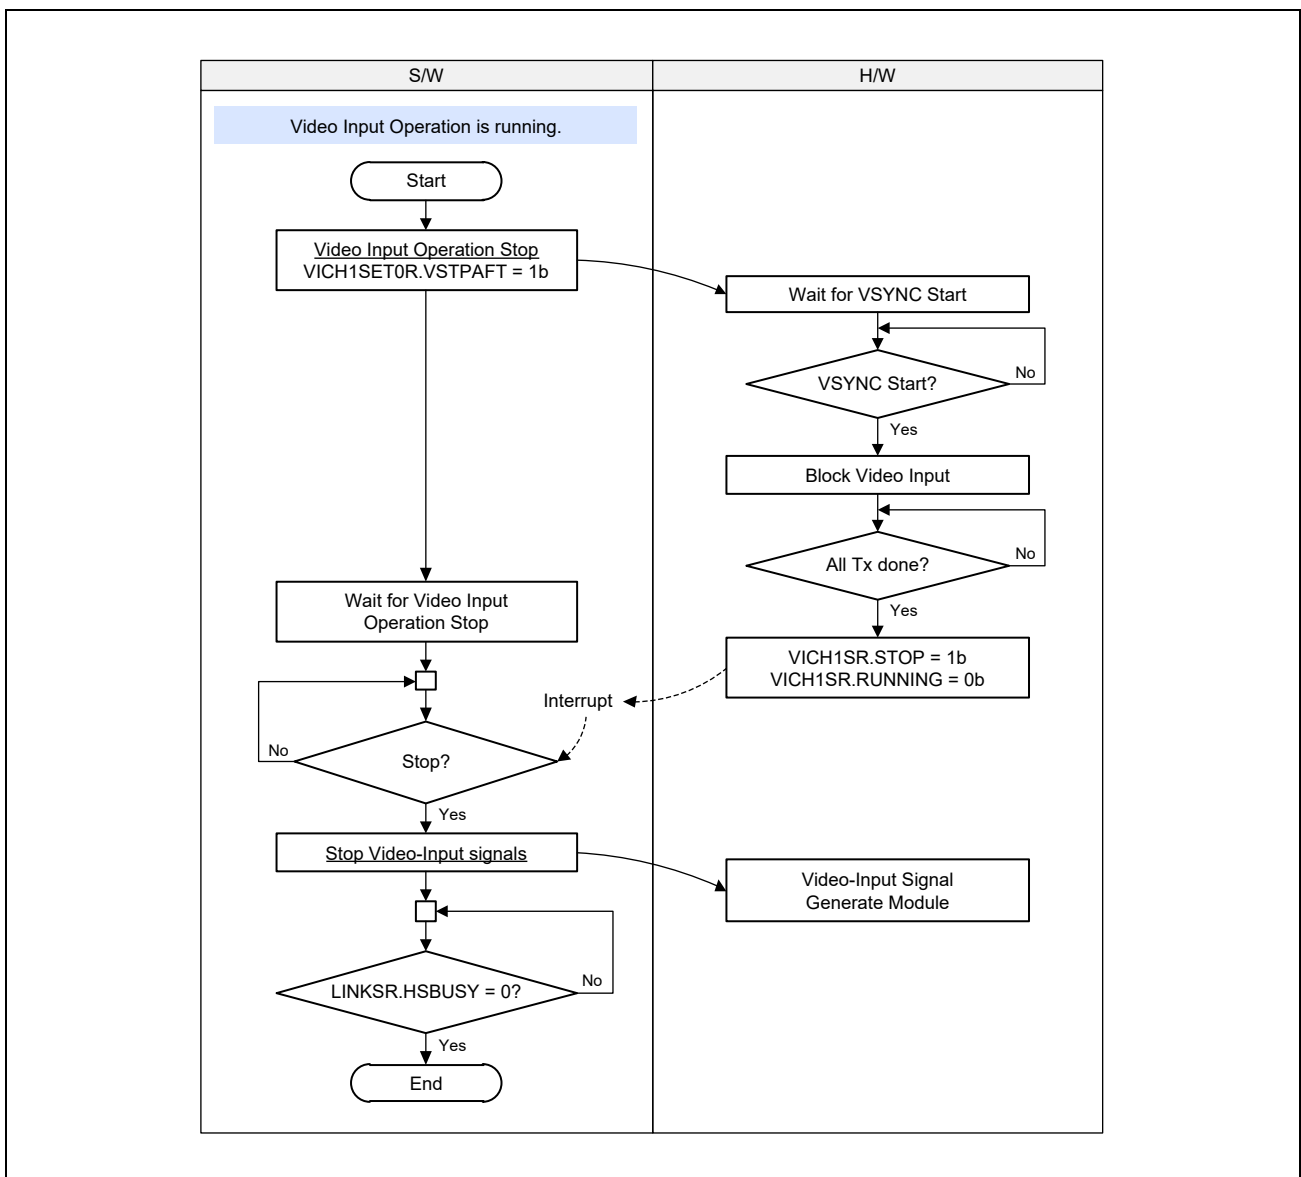 S/W
H/W
Video Input Operation is running.
Start
Video Input Operation Stop
VICH1SET0R.VSTPAFT = 1b
Wait for VSYNC Start
VSYNC Start?
No
Yes
Block Video Input
All Tx done?
No
Yes
VICH1SR.STOP = 1b
VICH1SR.RUNNING = 0b
Wait for Video Input
Operation Stop
Interrupt
Stop?
No
Yes
Stop Video-Input signals
Video-Input Signal
Generate Module
LINKSR.HSBUSY = 0?
No
Yes
End